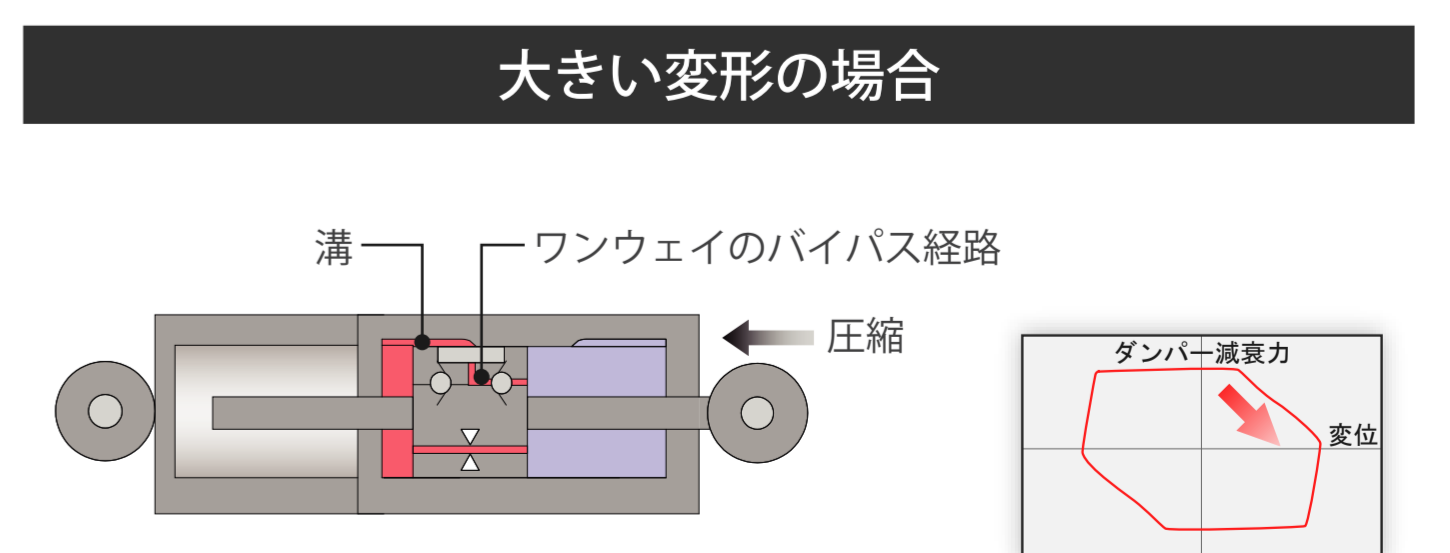 大きい変形の場合
溝
ワンウェイのバイパス経路
圧縮
ダンパー減衰力
変位